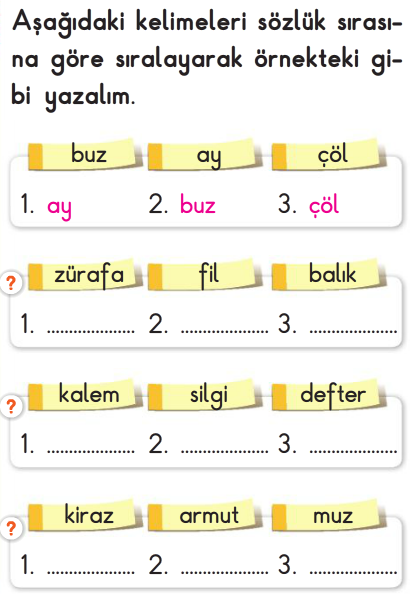 Aşağıdaki kelimeleri sözlük sırası-
na göre sıralayarak örnekteki gi-
bi yazalım.
buz ay çöl
1. ay 2. buz 3. çöl
? zürafa fil balık
1. .................... 2. .................... 3. ....................
? kalem silgi defter
1. .................... 2. .................... 3. ....................
? kiraz armut muz
1. .................... 2. .................... 3. ....................